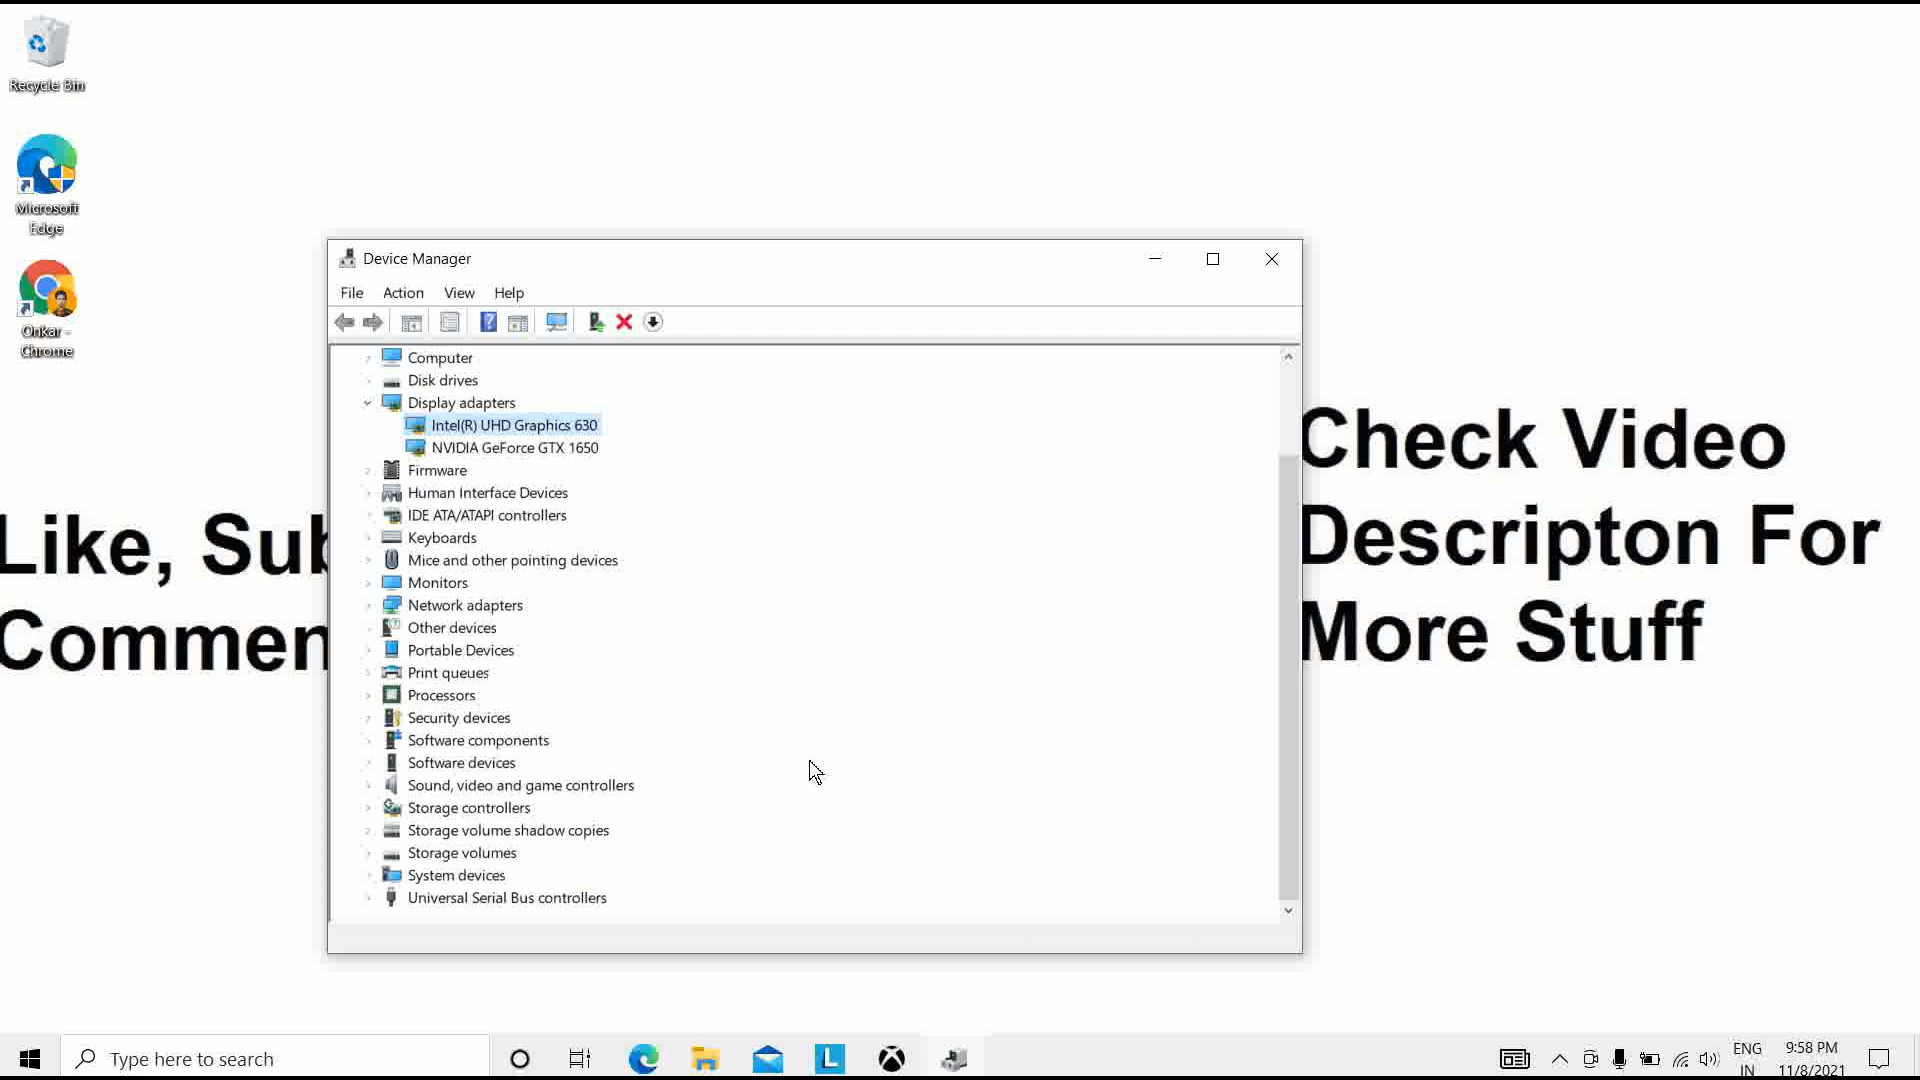 Recycle Bin
Microsoft
Edge
Onkar -
Chrome
Like, Sub
Commen
Check Video
Descripton For
More Stuff
Device Manager
File Action View Help
Computer
Disk drives
Display adapters
Intel(R) UHD Graphics 630
NVIDIA GeForce GTX 1650
Firmware
Human Interface Devices
IDE ATA/ATAPI controllers
Keyboards
Mice and other pointing devices
Monitors
Network adapters
Other devices
Portable Devices
Print queues
Processors
Security devices
Software components
Software devices
Sound, video and game controllers
Storage controllers
Storage volume shadow copies
Storage volumes
System devices
Universal Serial Bus controllers
Type here to search
L
ENG
IN
9:58 PM
11/8/2021